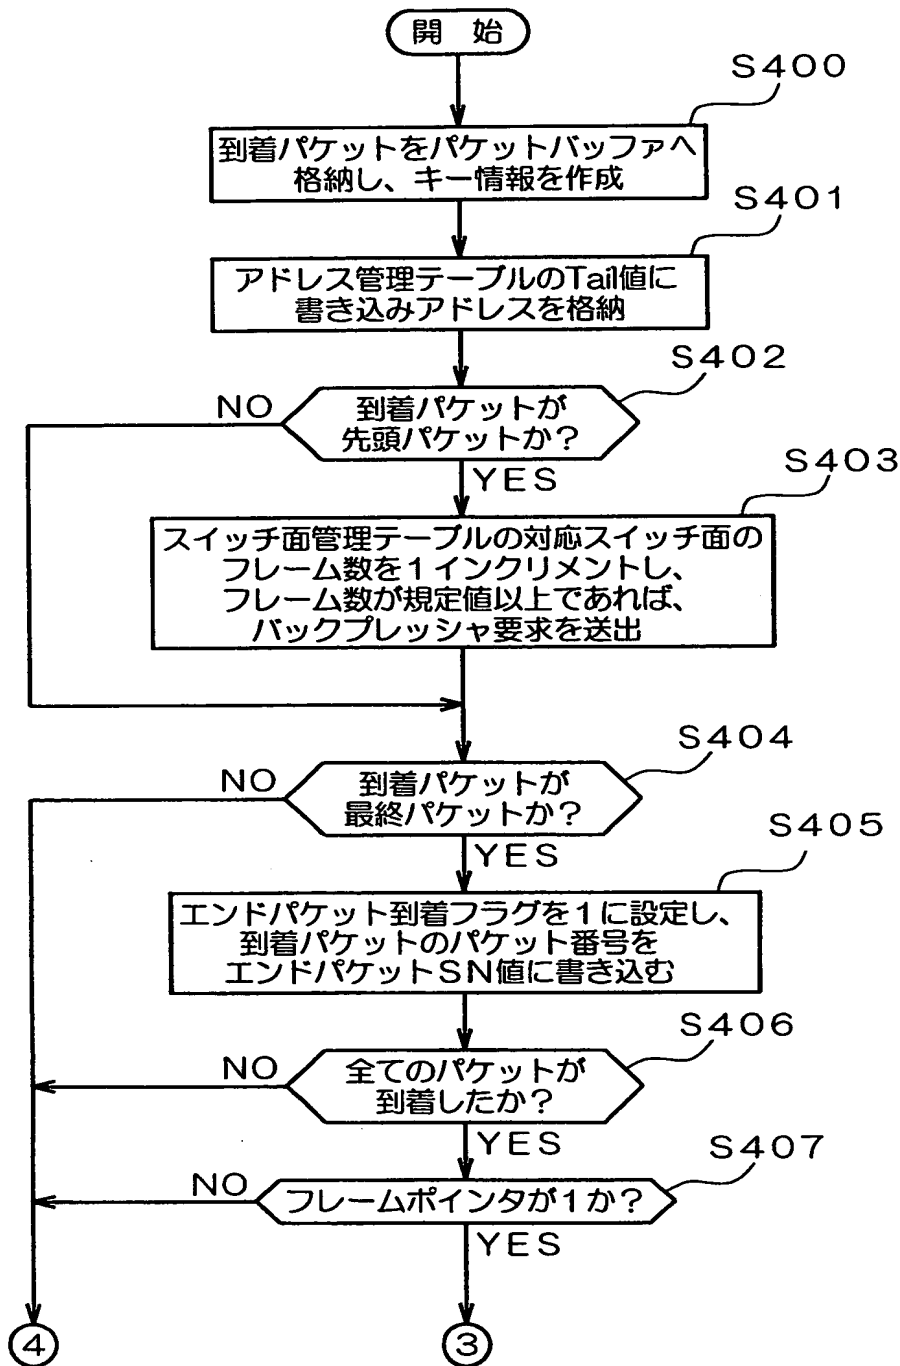 開 始
S400
到着パケットをパケットバッファへ
格納し、キー情報を作成
S401
アドレス管理テーブルのTail値に
書き込みアドレスを格納
S402
NO
到着パケットが
先頭パケットか？
YES
S403
スイッチ面管理テーブルの対応スイッチ面の
フレーム数を1インクリメントし、
フレーム数が規定値以上であれば、
バックプレッシャ要求を送出
S404
NO
到着パケットが
最終パケットか？
YES
S405
エンドパケット到着フラグを1に設定し、
到着パケットのパケット番号を
エンドパケットSN値に書き込む
S406
NO
全てのパケットが
到着したか？
YES
S407
NO
フレームポインタが1か？
YES
④
③